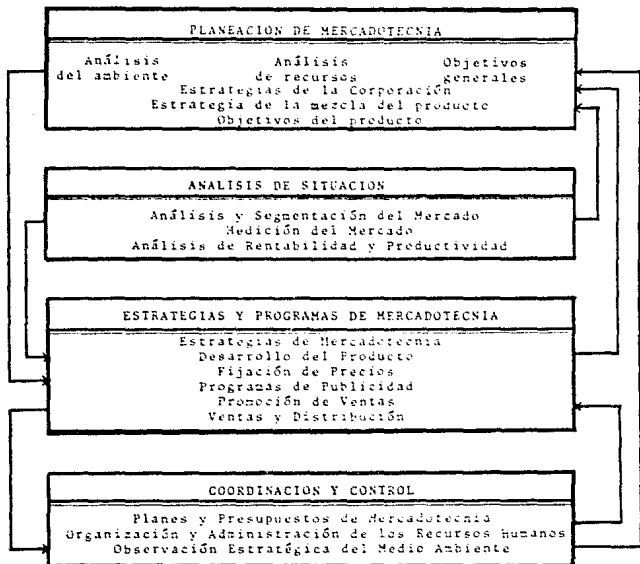 PLANEACIÓN DE MERCADOTECNIA
Análisis Análisis Objetivos
del ambiente de recursos generales
Estrategias de la Corporación
Estrategia de la mezcla del producto
Objetivos del producto
ANALISIS DE SITUACION
Análisis y Segmentación del Mercado
Medición del Mercado
Análisis de Rentabilidad y Productividad
ESTRATEGIAS Y PROGRAMAS DE MERCADOTECNIA
Estrategias de Mercadotecnia
Desarrollo del Producto
Fijación de Precios
Programas de Publicidad
Promoción de Ventas
Ventas y Distribución
COORDINACION Y CONTROL
Planes y Presupuestos de Mercadotecnia
Organización y Administración de los Recursos Humanos
Observación Estratégica del Medio Ambiente